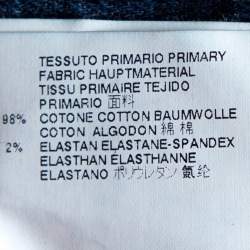 TESSUTO PRIMARIO PRIMARY
FABRIC HAUPTMATERIAL
TISSU PRIMAIRE TEJIDO
PRIMARIO 面料
98% COTONE COTTON BAUMWOLLE
COTON ALGODON 綿 棉
2% ELASTAN ELASTANE-SPANDEX
ELASTHAN ÉLASTHANNE
ELASTANO ポリウレタン 氨纶